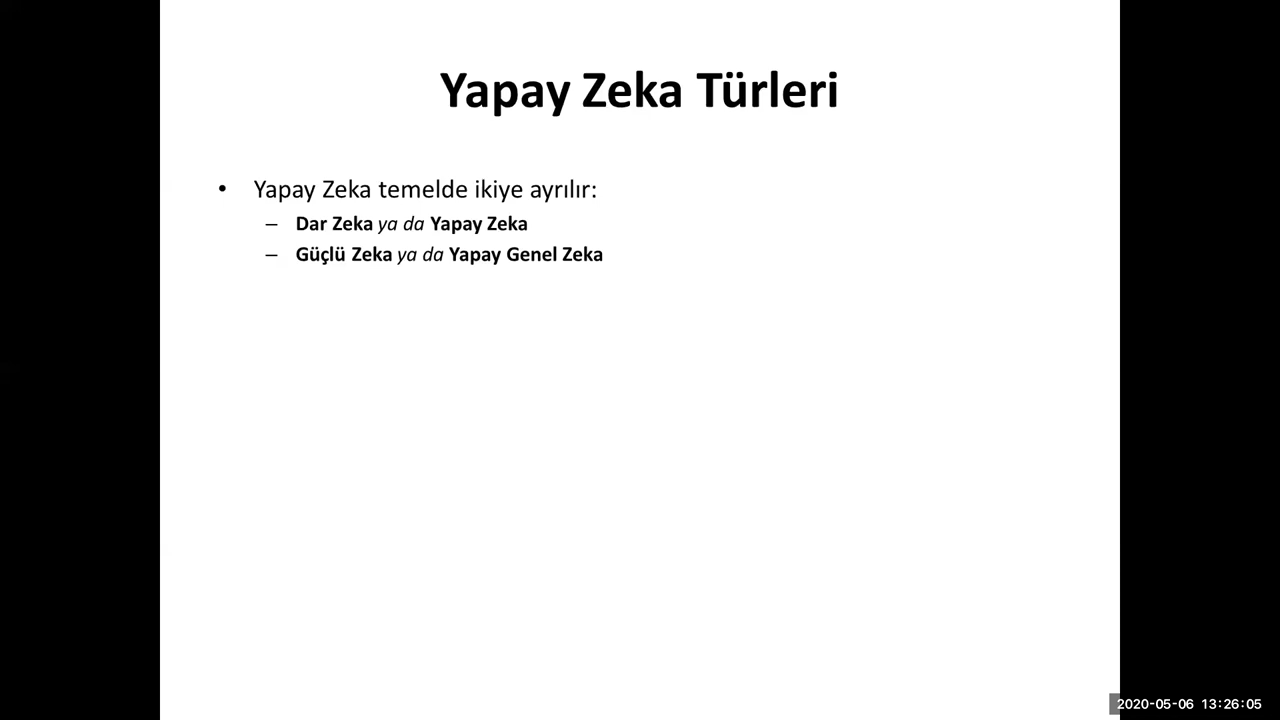 Yapay Zeka Türleri
• Yapay Zeka temelde ikiye ayrılır:
– Dar Zeka ya da Yapay Zeka
– Güçlü Zeka ya da Yapay Genel Zeka
2020-05-06 13:26:05